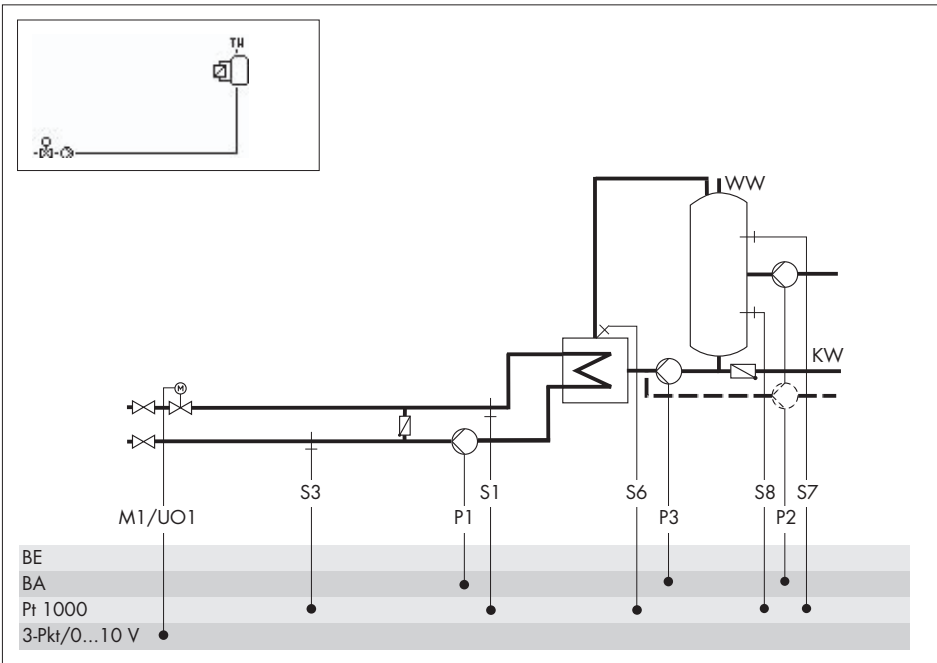 TW
WW
KW
M
S3
S1
S6
S8
S7
M1/UO1
P1
P3
P2
BE
BA
Pt 1000
3-Pkt/0...10 V